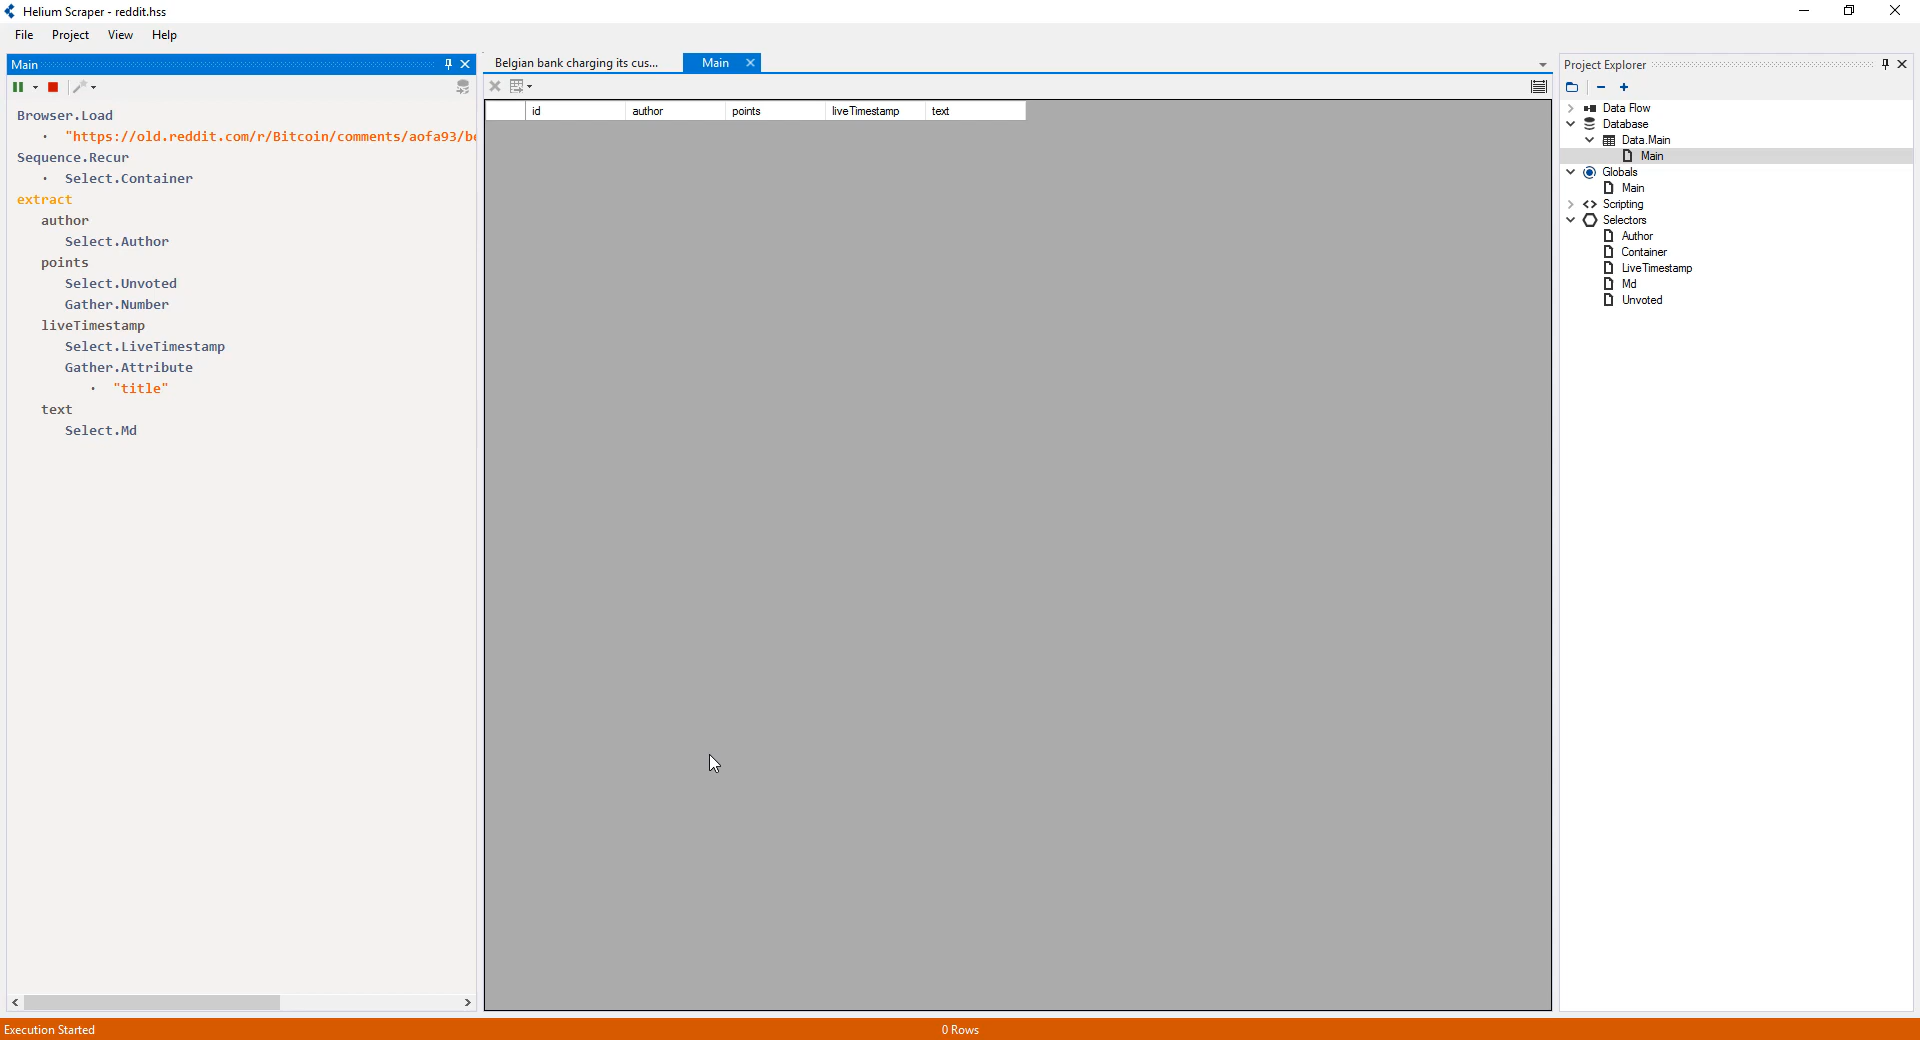 Helium Scraper - reddit.hss
File Project View Help
Main
Browser.Load
"https://old.reddit.com/r/Bitcoin/comments/aofa93/be
Sequence.Recur
Select.Container
extract
author
Select.Author
points
Select.Unvoted
Gather.Number
liveTimestamp
Select.LiveTimestamp
Gather.Attribute
"title"
text
Select.Md
Belgian bank charging its cus... Main
id author points liveTimestamp text
Project Explorer
Data Flow
Database
Data.Main
Main
Globals
Main
Scripting
Selectors
Author
Container
LiveTimestamp
Md
Unvoted
Execution Started 0 Rows